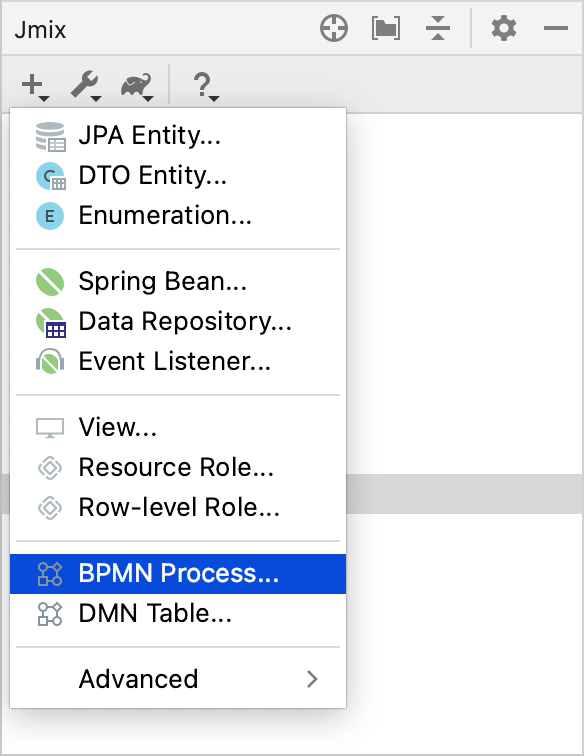 Jmix
?
JPA Entity...
C
DTO Entity...
E
Enumeration...
Spring Bean...
Data Repository...
Event Listener...
View...
Resource Role...
Row-level Role...
BPMN Process...
DMN Table...
Advanced